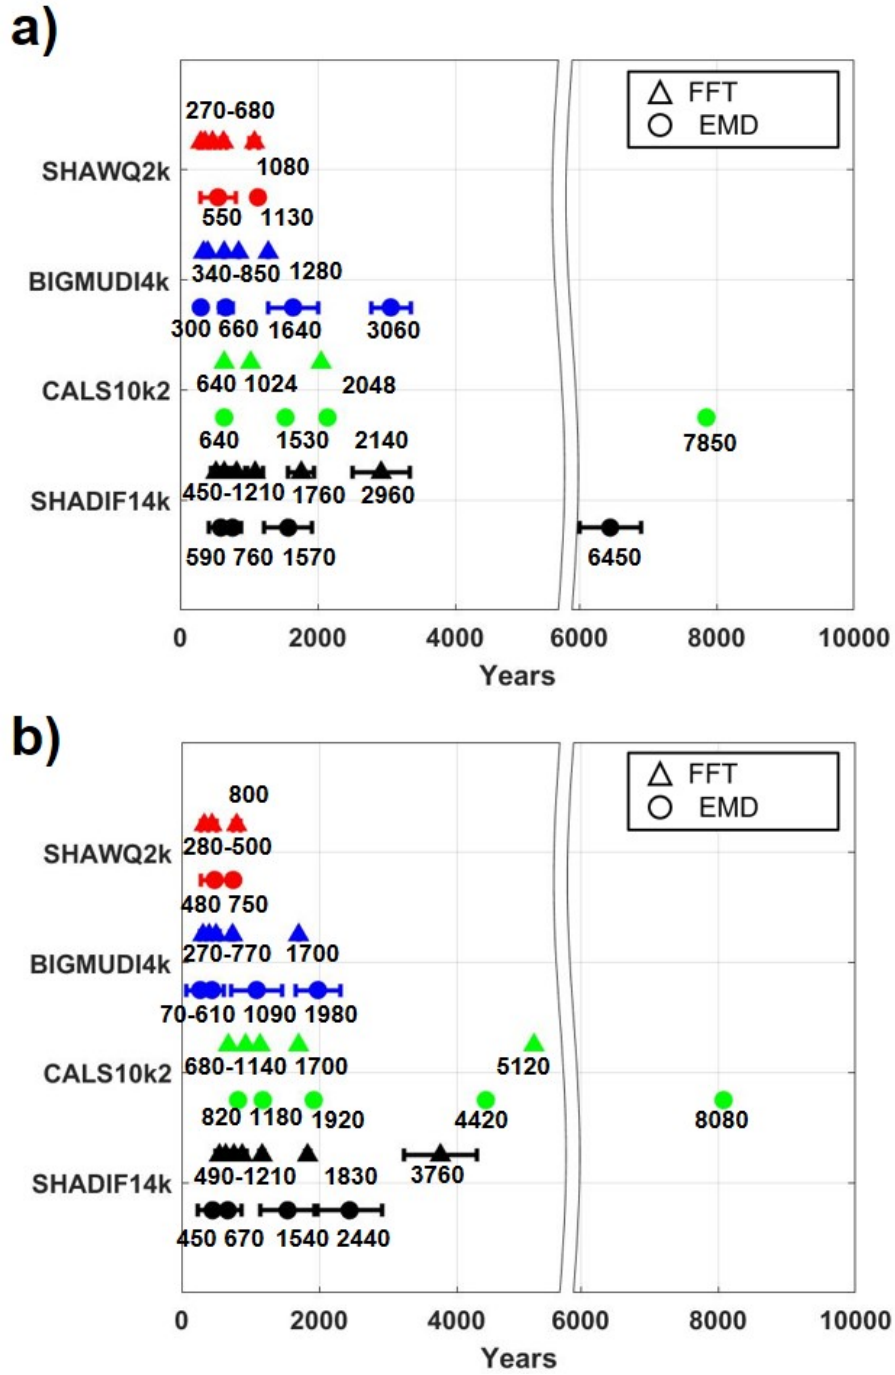 a)
FFT
EMD
270-680
1080
SHAWQ2k
550 1130
340-850 1280
BIGMUDI4k
300 660 1640 3060
640 1024 2048
CALS10k2
640 1530 2140 7850
450-1210 1760 2960
SHADIF14k
590 760 1570 6450
0 2000 4000 6000 8000 10000
Years
b)
FFT
EMD
800
280-500
SHAWQ2k
480 750
270-770 1700
BIGMUDI4k
70-610 1090 1980
680-1140 1700 5120
CALS10k2
820 1180 1920 4420 8080
490-1210 1830 3760
SHADIF14k
450 670 1540 2440
0 2000 4000 6000 8000 10000
Years